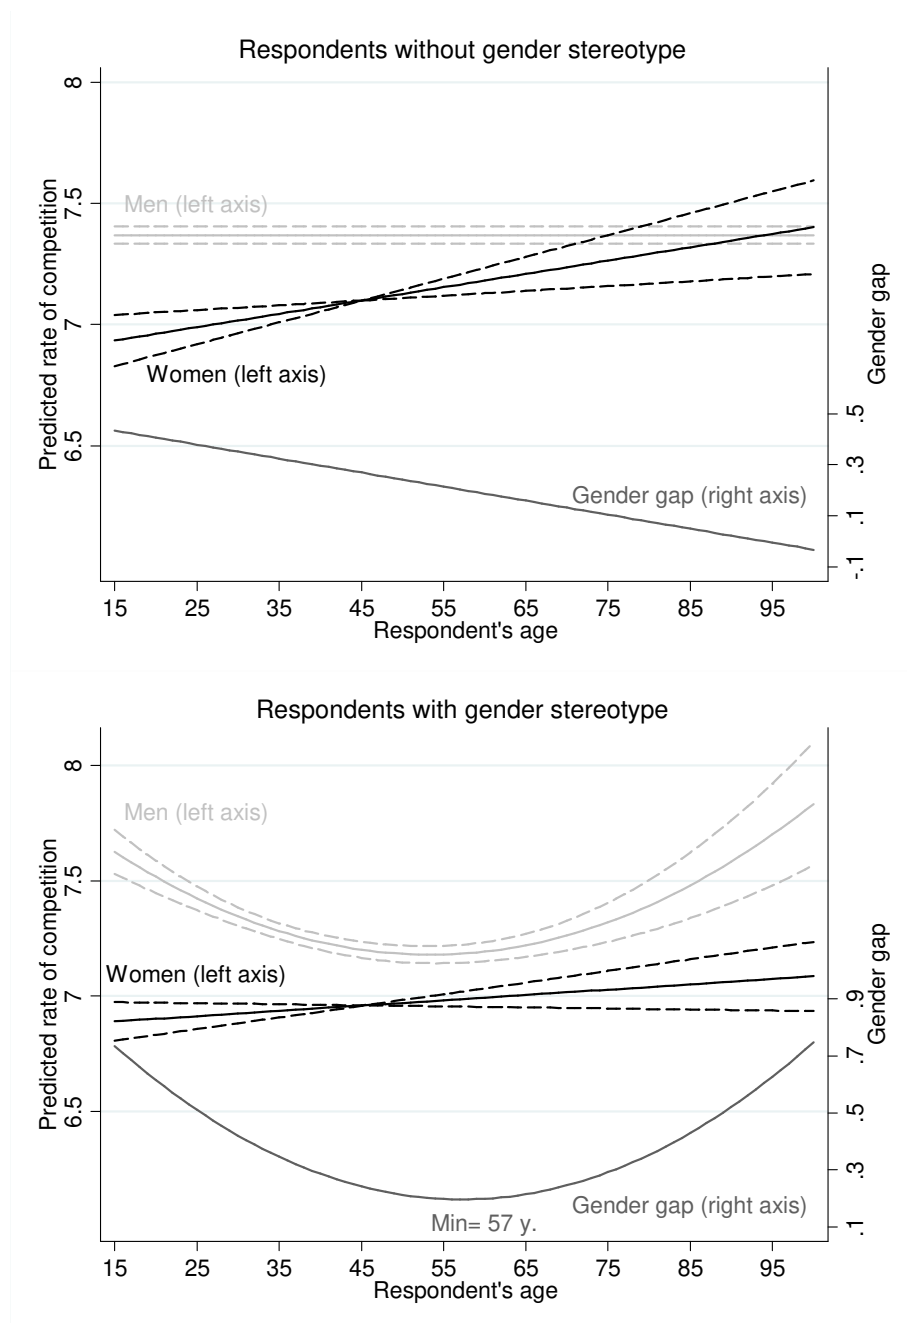 Respondents without gender stereotype
Predicted rate of competition
8
7.5
7
6.5
Men (left axis)
Women (left axis)
Gender gap (right axis)
Gender gap
.5
.3
.1
-.1
15 25 35 45 55 65 75 85 95
Respondent's age
Respondents with gender stereotype
Predicted rate of competition
8
7.5
7
6.5
Men (left axis)
Women (left axis)
Gender gap (right axis)
Min= 57 y.
Gender gap
.9
.7
.5
.3
.1
15 25 35 45 55 65 75 85 95
Respondent's age